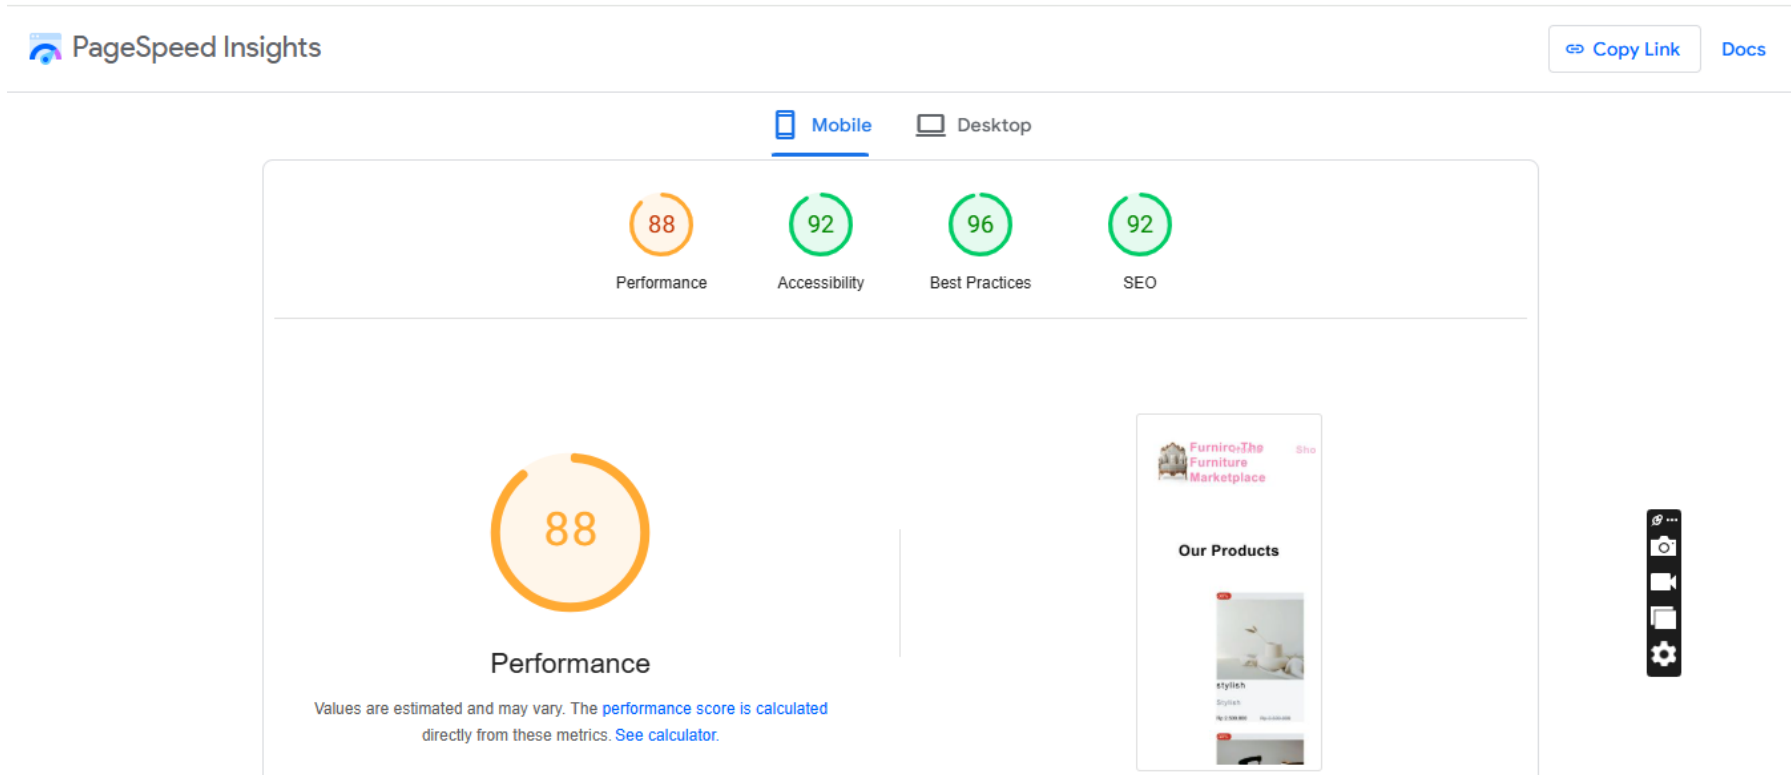 PageSpeed Insights
Copy Link
Docs
Mobile
Desktop
88
92
96
92
Performance
Accessibility
Best Practices
SEO
88
Performance
Values are estimated and may vary. The performance score is calculated
directly from these metrics. See calculator.
Furniro The
Sho
Furniture
Marketplace
Our Products
stylish
Stylish